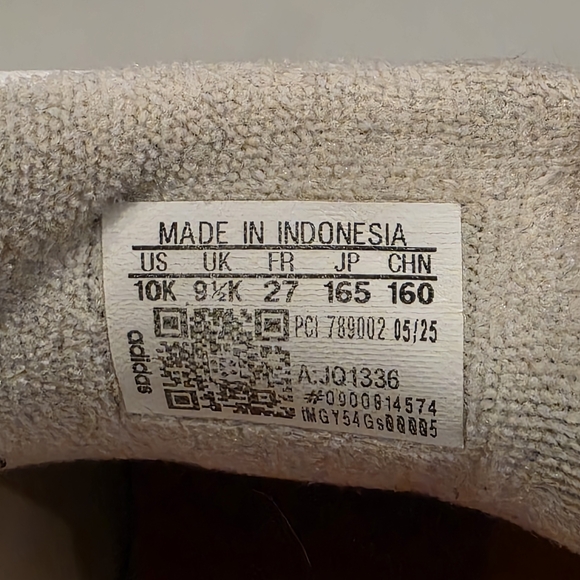 MADE IN INDONESIA
US UK FR JP CHN
10K 9½K 27 165 160
PCI 789002 05/25
adidas
A:JQ1336
#0900814574